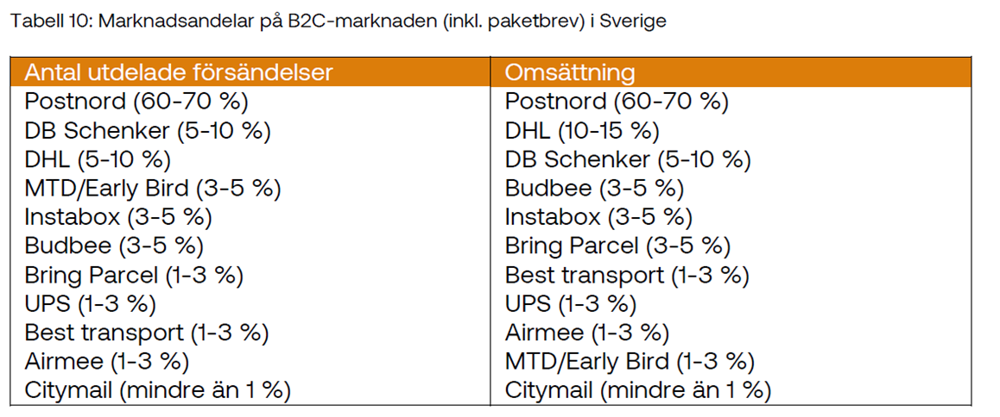 Tabell 10: Marknadsandelar på B2C-marknaden (inkl. paketbrev) i Sverige
Antal utdelade försändelser Omsättning
Postnord (60-70 %) Postnord (60-70 %)
DB Schenker (5-10 %) DHL (10-15 %)
DHL (5-10 %) DB Schenker (5-10 %)
MTD/Early Bird (3-5 %) Budbee (3-5 %)
Instabox (3-5 %) Instabox (3-5 %)
Budbee (3-5 %) Bring Parcel (3-5 %)
Bring Parcel (1-3 %) Best transport (1-3 %)
UPS (1-3 %) UPS (1-3 %)
Best transport (1-3 %) Airmee (1-3 %)
Airmee (1-3 %) MTD/Early Bird (1-3 %)
Citymail (mindre än 1 %) Citymail (mindre än 1 %)